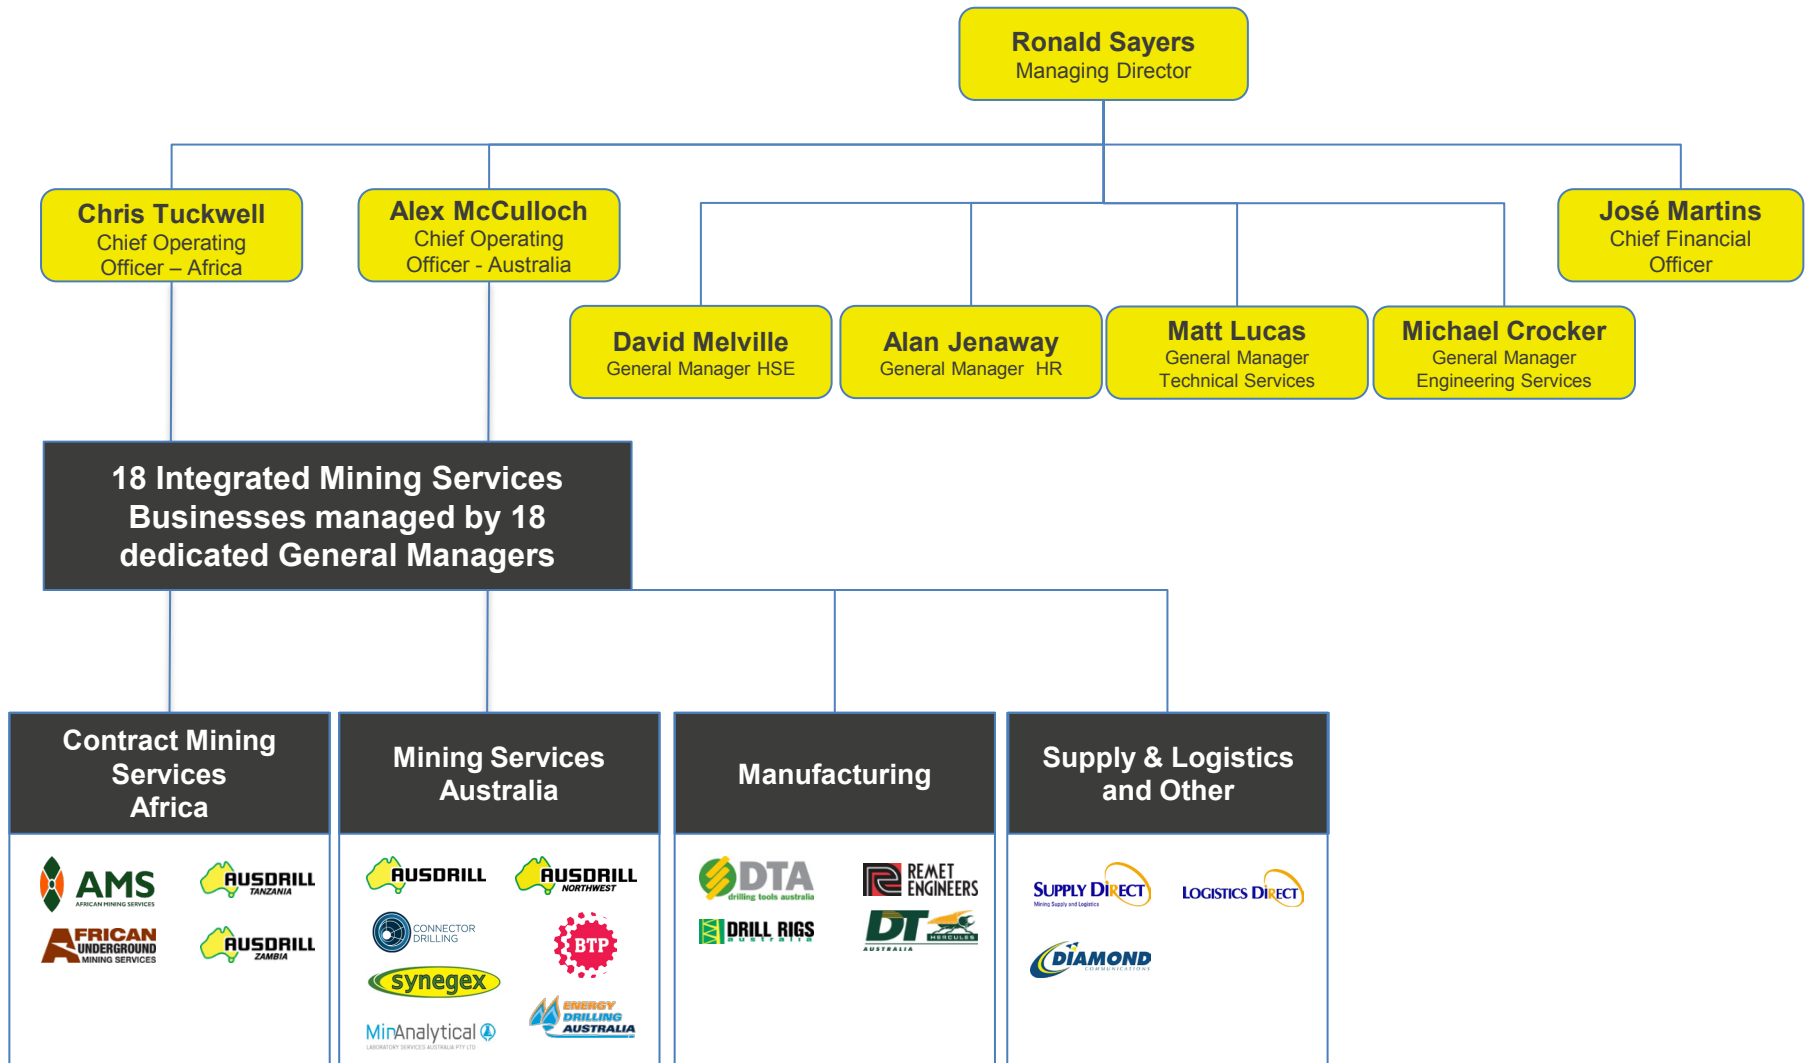 Ronald Sayers
Managing Director
Chris Tuckwell
Chief Operating
Officer – Africa
Alex McCulloch
Chief Operating
Officer - Australia
José Martins
Chief Financial
Officer
David Melville
General Manager HSE
Alan Jenaway
General Manager HR
Matt Lucas
General Manager
Technical Services
Michael Crocker
General Manager
Engineering Services
18 Integrated Mining Services
Businesses managed by 18
dedicated General Managers
Contract Mining
Services
Africa
Mining Services
Australia
Manufacturing
Supply & Logistics
and Other
AMS
AFRICAN MINING SERVICES
AUSDRILL
TANZANIA
AFRICAN
UNDERGROUND
MINING SERVICES
AUSDRILL
ZAMBIA
AUSDRILL
AUSDRILL
NORTHWEST
CONNECTOR
DRILLING
BTP
synegex
MinAnalytical
LABORATORY SERVICES AUSTRALIA PTY LTD
ENERGY
DRILLING
AUSTRALIA
DTA
drilling tools australia
REMET
ENGINEERS
DRILL RIGS
australia
DT
HERCULES
AUSTRALIA
SUPPLY DIRECT
Mining Supply and Logistics
LOGISTICS DIRECT
DIAMOND
COMMUNICATIONS